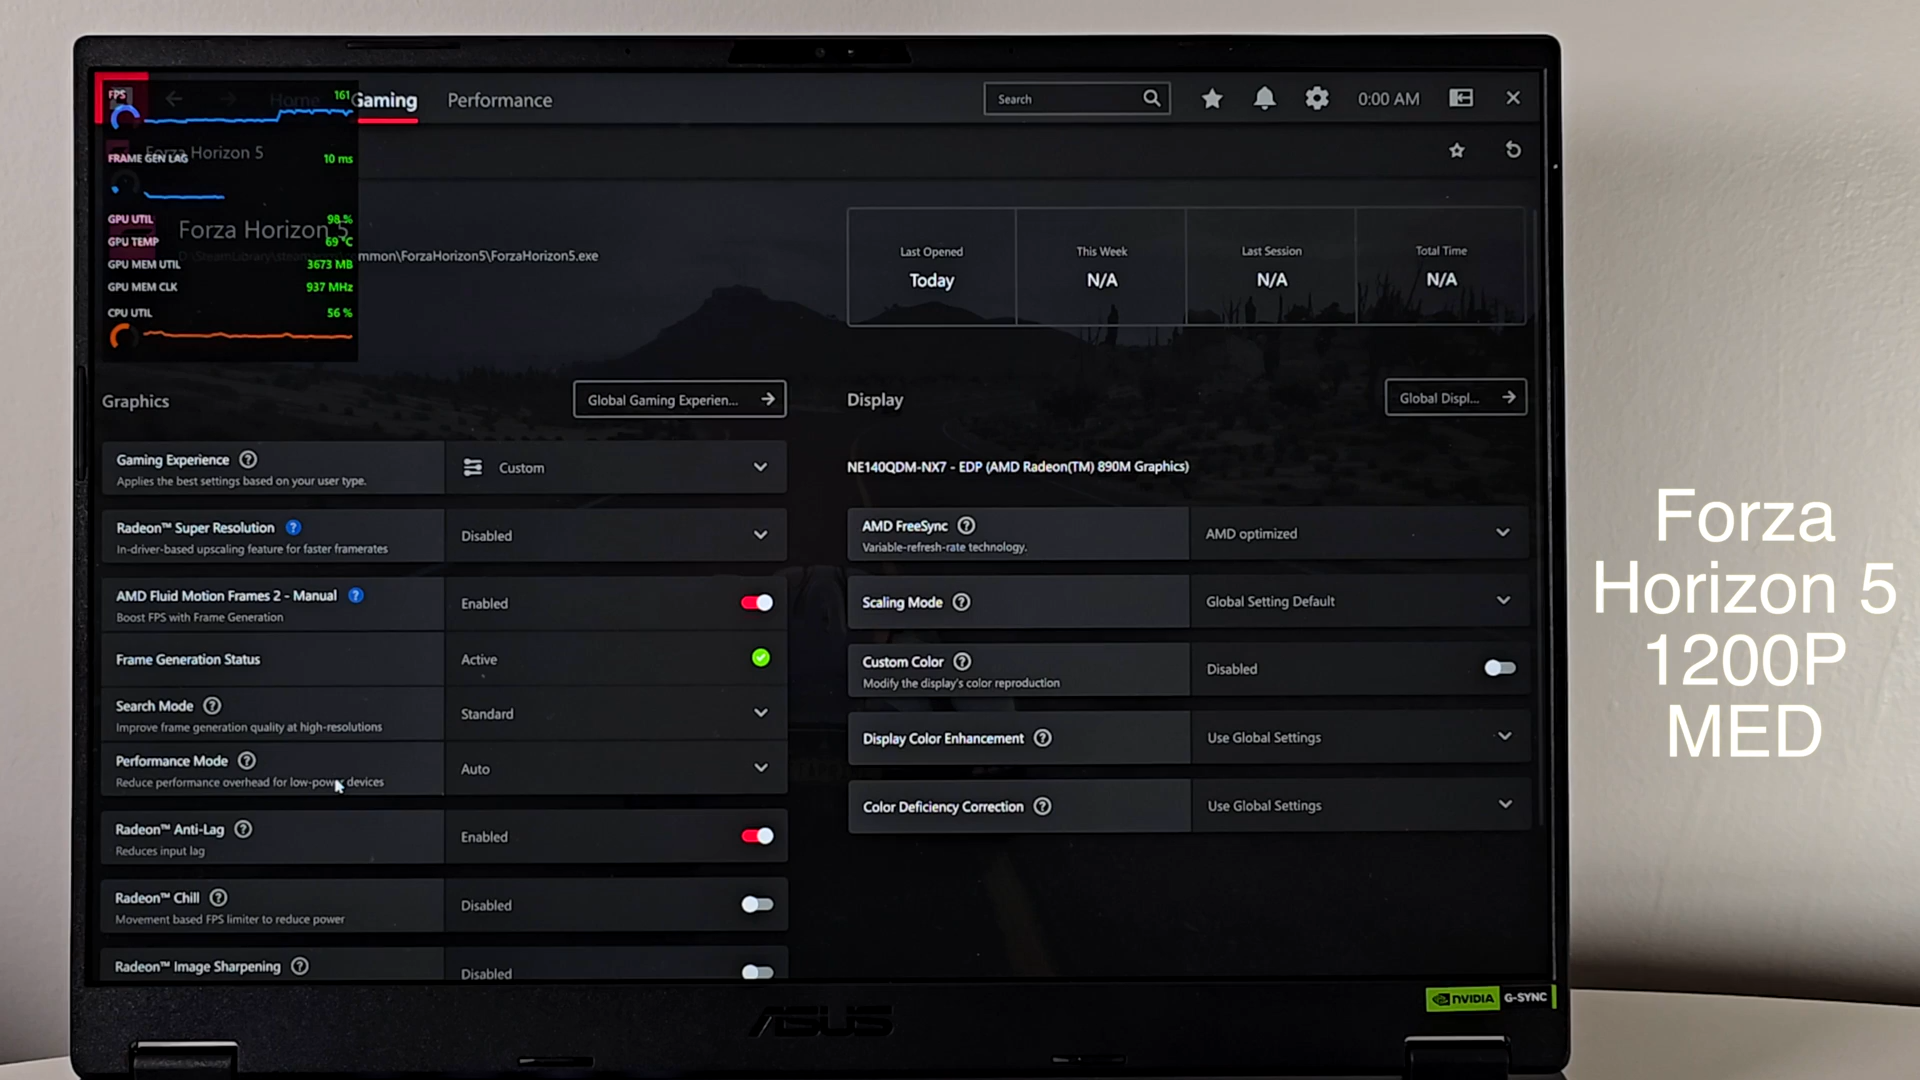 FPS
161
Home
Gaming
Performance
Search
0:00 AM
Forza Horizon 5
FRAME GEN LAG
10 ms
GPU UTIL
98 %
Forza Horizon 5
GPU TEMP
69 °C
mmon\ForzaHorizon5\ForzaHorizon5.exe
GPU MEM UTIL
3673 MB
GPU MEM CLK
937 MHz
CPU UTIL
56 %
Last Opened
Today
This Week
N/A
Last Session
N/A
Total Time
N/A
Graphics
Global Gaming Experien...
Gaming Experience
Applies the best settings based on your user type.
Custom
Radeon™ Super Resolution
In-driver-based upscaling feature for faster framerates
Disabled
AMD Fluid Motion Frames 2 - Manual
Boost FPS with Frame Generation
Enabled
Frame Generation Status
Active
Search Mode
Improve frame generation quality at high-resolutions
Standard
Performance Mode
Reduce performance overhead for low-power devices
Auto
Radeon™ Anti-Lag
Reduces input lag
Enabled
Radeon™ Chill
Movement based FPS limiter to reduce power
Disabled
Radeon™ Image Sharpening
Disabled
Display
Global Displ...
NE140QDM-NX7 - EDP (AMD Radeon(TM) 890M Graphics)
AMD FreeSync
Variable-refresh-rate technology.
AMD optimized
Scaling Mode
Global Setting Default
Custom Color
Modify the display's color reproduction
Disabled
Display Color Enhancement
Use Global Settings
Color Deficiency Correction
Use Global Settings
NVIDIA G-SYNC
ASUS
Forza
Horizon 5
1200P
MED